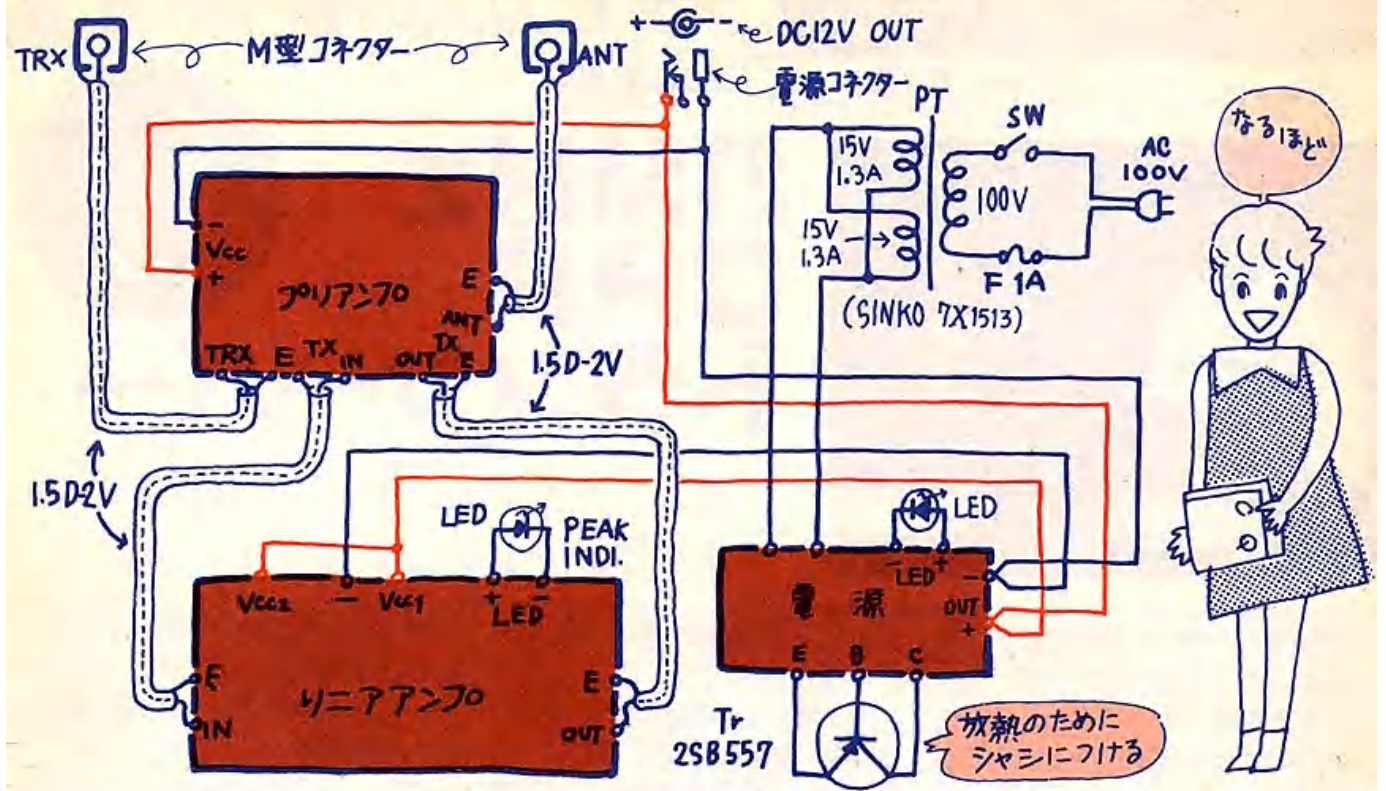 TRX
M型コネクター
ANT
+ -
DC12V OUT
電源コネクター
PT
SW
AC
100V
15V
1.3A
100V
15V
1.3A
F 1A
(SINKO 7X1513)
なるほど
-
Vcc
+
プリアンプ
E
ANT
TRX E TX IN OUT TX E
1.5D-2V
1.5D-2V
LED
PEAK
INDI.
LED
Vcc2 - Vcc1 + - LED
E
IN
リニアアンプ
E
OUT
- + LED
電源
-
OUT
+
E B C
Tr
2SB557
放熱のために
シャシにつける